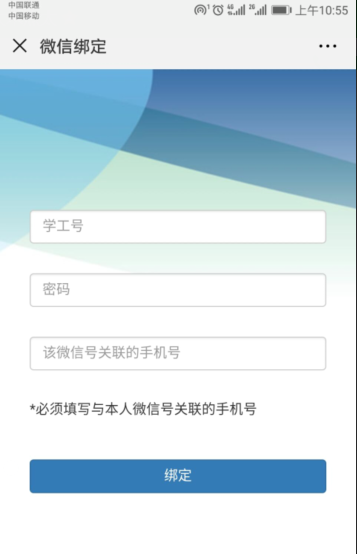 中国联通
中国移动
上午10:55
微信绑定
学工号
密码
该微信号关联的手机号
*必须填写与本人微信号关联的手机号
绑定